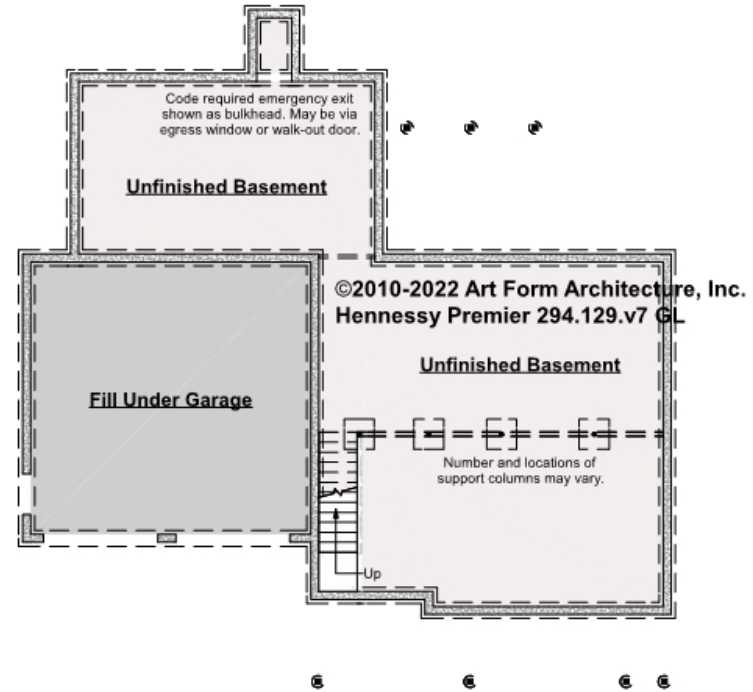 Code required emergency exit
shown as bulkhead. May be via
egress window or walk-out door.
Unfinished Basement
©2010-2022 Art Form Architecture, Inc.
Hennessy Premier 294.129.v7 GL
Unfinished Basement
Fill Under Garage
Number and locations of
support columns may vary.
Up